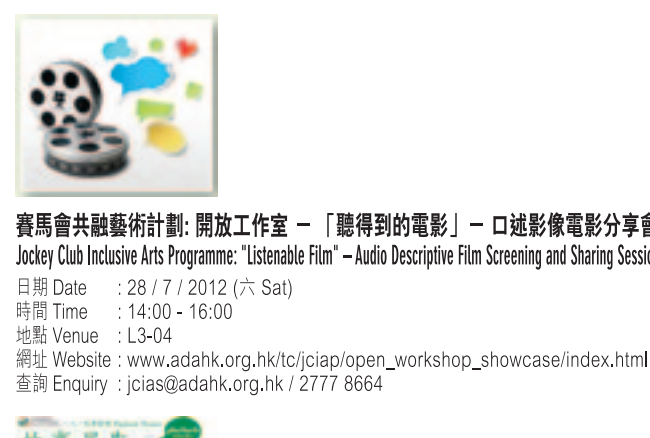 賽馬會共融藝術計劃: 開放工作室 － 「聽得到的電影」－ 口述影像電影分享會
Jockey Club Inclusive Arts Programme: "Listenable Film" – Audio Descriptive Film Screening and Sharing Sessi
日期 Date : 28 / 7 / 2012 (六 Sat)
時間 Time : 14:00 - 16:00
地點 Venue : L3-04
網址 Website : www.adahk.org.hk/tc/jciap/open_workshop_showcase/index.html
查詢 Enquiry : jcias@adahk.org.hk / 2777 8664